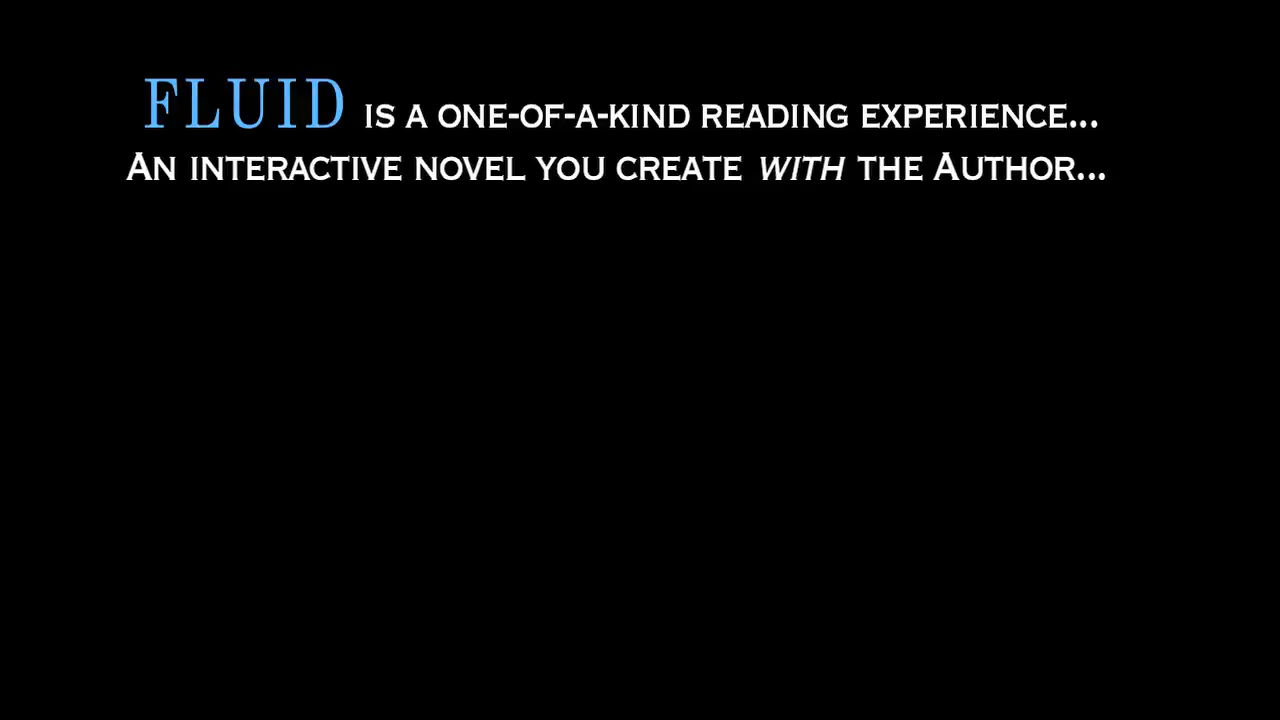 FLUID IS A ONE-OF-A-KIND READING EXPERIENCE...
AN INTERACTIVE NOVEL YOU CREATE WITH THE AUTHOR...